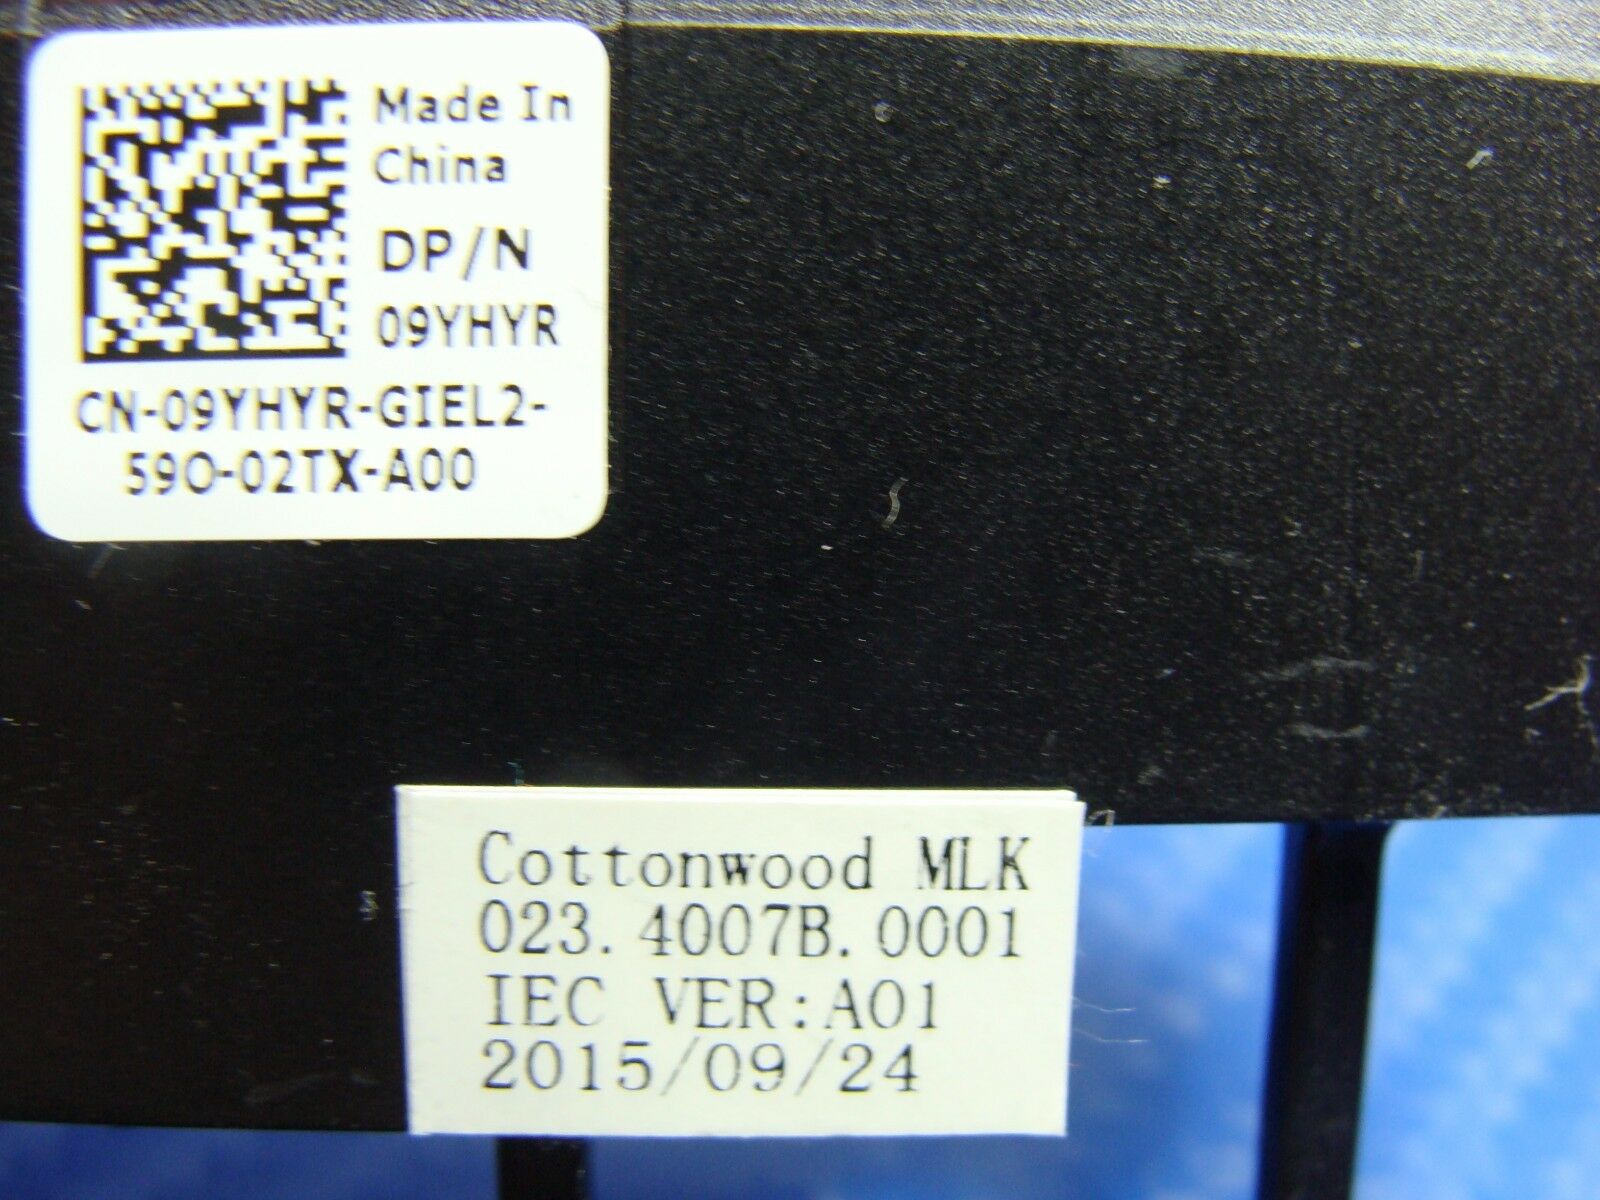 Made In
China
DP/N
09YHYR
CN-09YHYR-GIEL2-
59O-02TX-A00
Cottonwood MLK
023.4007B.0001
IEC VER:A01
2015/09/24